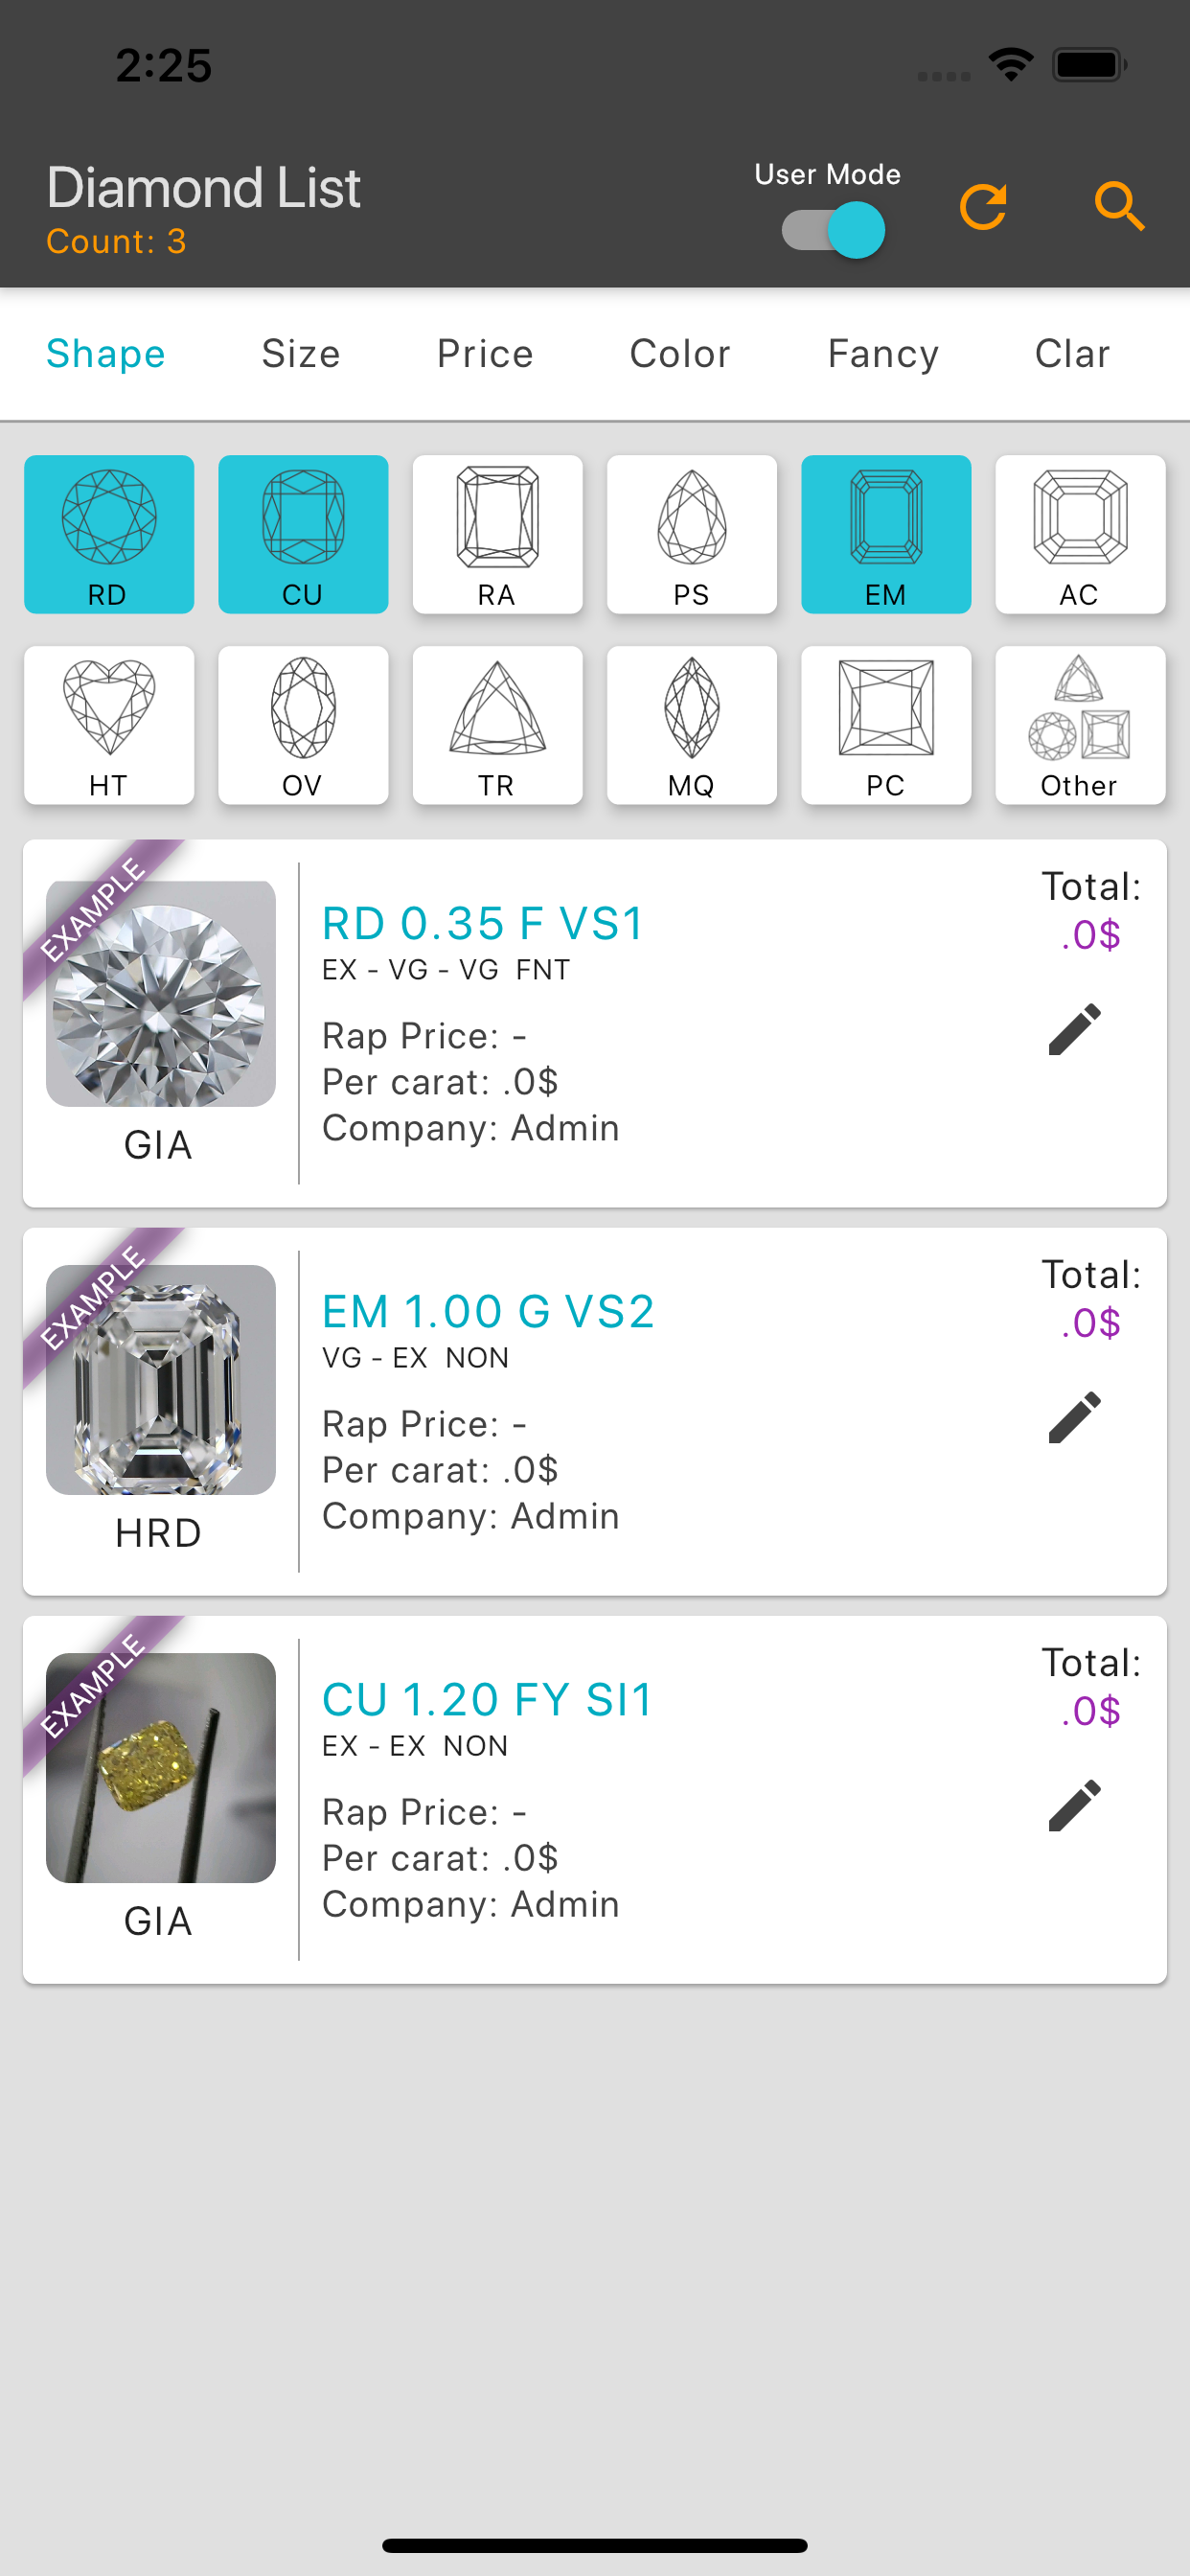 2:25
Diamond List
Count: 3
User Mode
Shape Size Price Color Fancy Clar
RD CU RA PS EM AC
HT OV TR MQ PC Other
EXAMPLE
GIA
RD 0.35 F VS1
EX - VG - VG FNT
Rap Price: -
Per carat: .0$
Company: Admin
Total:
.0$
EXAMPLE
HRD
EM 1.00 G VS2
VG - EX NON
Rap Price: -
Per carat: .0$
Company: Admin
Total:
.0$
EXAMPLE
GIA
CU 1.20 FY SI1
EX - EX NON
Rap Price: -
Per carat: .0$
Company: Admin
Total:
.0$